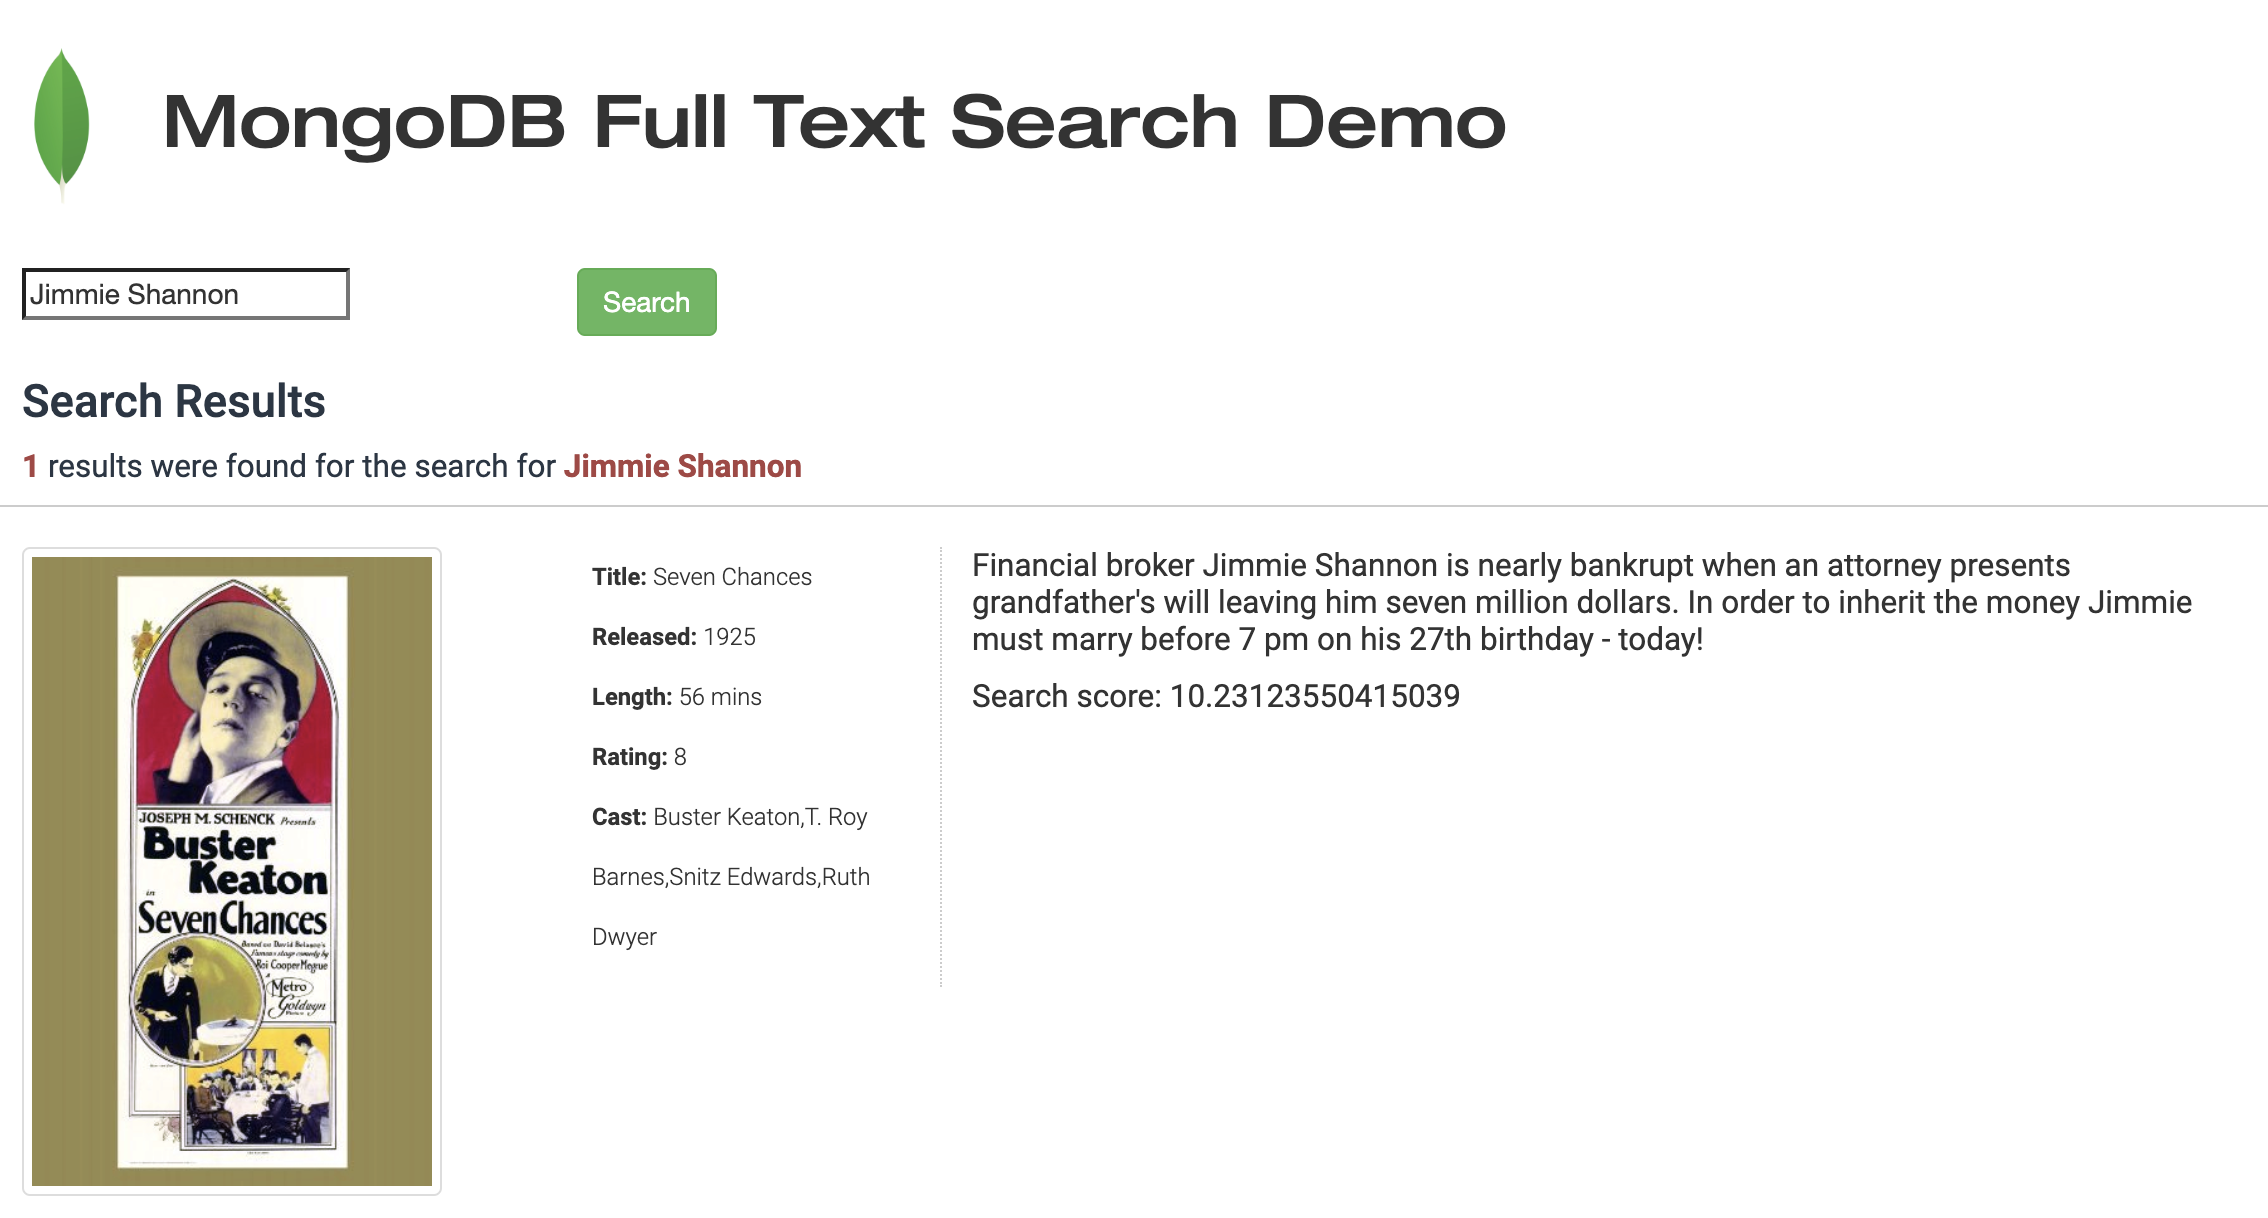 MongoDB Full Text Search Demo
Jimmie Shannon
Search
Search Results
1 results were found for the search for Jimmie Shannon
JOSEPH M. SCHENCK Presents
Buster
Keaton
in
Seven Chances
Based on David Belasco's
Famous stage comedy by
Roi Cooper Megrue
a
Metro
Goldwyn
Title: Seven Chances
Released: 1925
Length: 56 mins
Rating: 8
Cast: Buster Keaton,T. Roy
Barnes,Snitz Edwards,Ruth
Dwyer
Financial broker Jimmie Shannon is nearly bankrupt when an attorney presents
grandfather's will leaving him seven million dollars. In order to inherit the money Jimmie
must marry before 7 pm on his 27th birthday - today!
Search score: 10.23123550415039